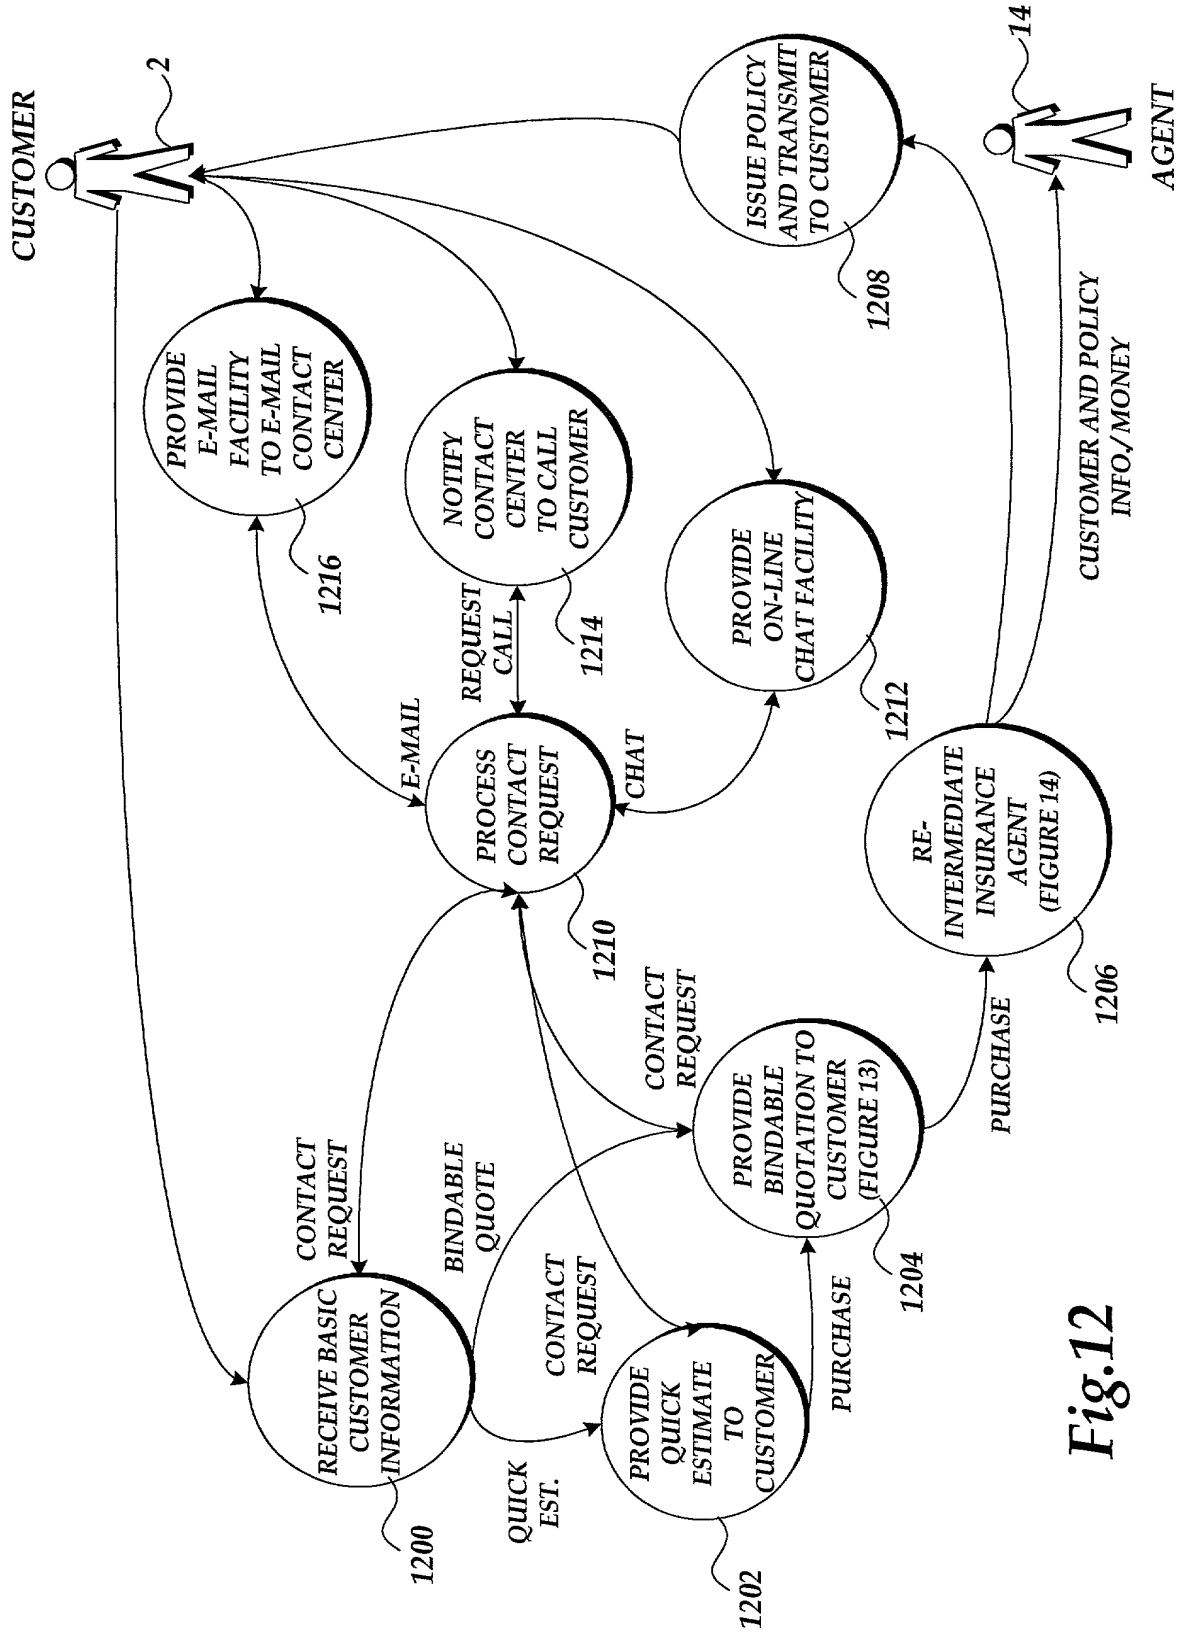 CUSTOMER
2
RECEIVE BASIC
CUSTOMER
INFORMATION
1200
CONTACT
REQUEST
QUICK
EST.
BINDABLE
QUOTE
PROVIDE
QUICK
ESTIMATE
TO
CUSTOMER
1202
CONTACT
REQUEST
PURCHASE
PROVIDE
BINDABLE
QUOTATION TO
CUSTOMER
(FIGURE 13)
1204
CONTACT
REQUEST
PURCHASE
PROCESS
CONTACT
REQUEST
1210
E-MAIL
REQUEST
CALL
CHAT
PROVIDE
E-MAIL
FACILITY
TO E-MAIL
CONTACT
CENTER
1216
NOTIFY
CONTACT
CENTER
TO CALL
CUSTOMER
1214
PROVIDE
ON-LINE
CHAT FACILITY
1212
RE-
INTERMEDIATE
INSURANCE
AGENT
(FIGURE 14)
1206
ISSUE POLICY
AND TRANSMIT
TO CUSTOMER
1208
CUSTOMER AND POLICY
INFO./MONEY
14
AGENT
Fig.12